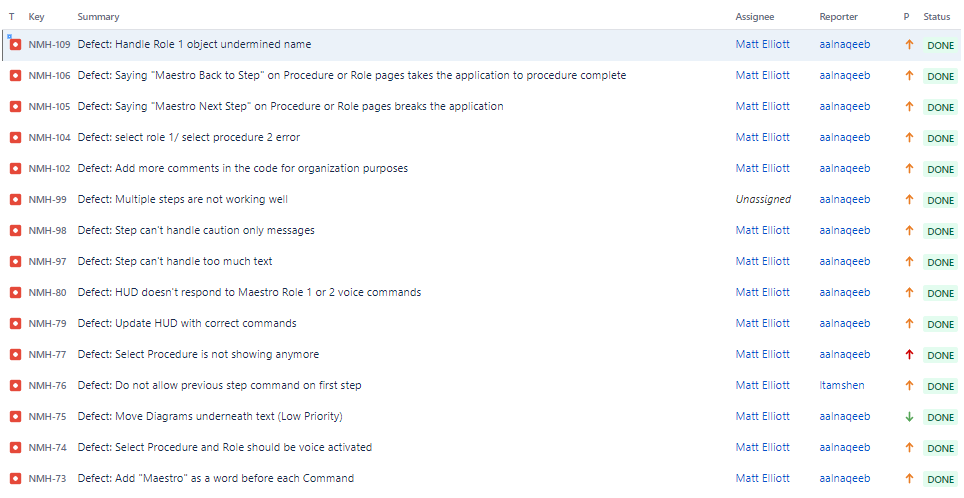 T Key Summary Assignee Reporter P Status
NMH-109 Defect: Handle Role 1 object undermined name Matt Elliott aalnaqeeb DONE
NMH-106 Defect: Saying "Maestro Back to Step" on Procedure or Role pages takes the application to procedure complete Matt Elliott aalnaqeeb DONE
NMH-105 Defect: Saying "Maestro Next Step" on Procedure or Role pages breaks the application Matt Elliott aalnaqeeb DONE
NMH-104 Defect: select role 1/ select procedure 2 error Matt Elliott aalnaqeeb DONE
NMH-102 Defect: Add more comments in the code for organization purposes Matt Elliott aalnaqeeb DONE
NMH-99 Defect: Multiple steps are not working well Unassigned aalnaqeeb DONE
NMH-98 Defect: Step can't handle caution only messages Matt Elliott aalnaqeeb DONE
NMH-97 Defect: Step can't handle too much text Matt Elliott aalnaqeeb DONE
NMH-80 Defect: HUD doesn't respond to Maestro Role 1 or 2 voice commands Matt Elliott aalnaqeeb DONE
NMH-79 Defect: Update HUD with correct commands Matt Elliott aalnaqeeb DONE
NMH-77 Defect: Select Procedure is not showing anymore Matt Elliott aalnaqeeb DONE
NMH-76 Defect: Do not allow previous step command on first step Matt Elliott ltamshen DONE
NMH-75 Defect: Move Diagrams underneath text (Low Priority) Matt Elliott aalnaqeeb DONE
NMH-74 Defect: Select Procedure and Role should be voice activated Matt Elliott aalnaqeeb DONE
NMH-73 Defect: Add "Maestro" as a word before each Command Matt Elliott aalnaqeeb DONE